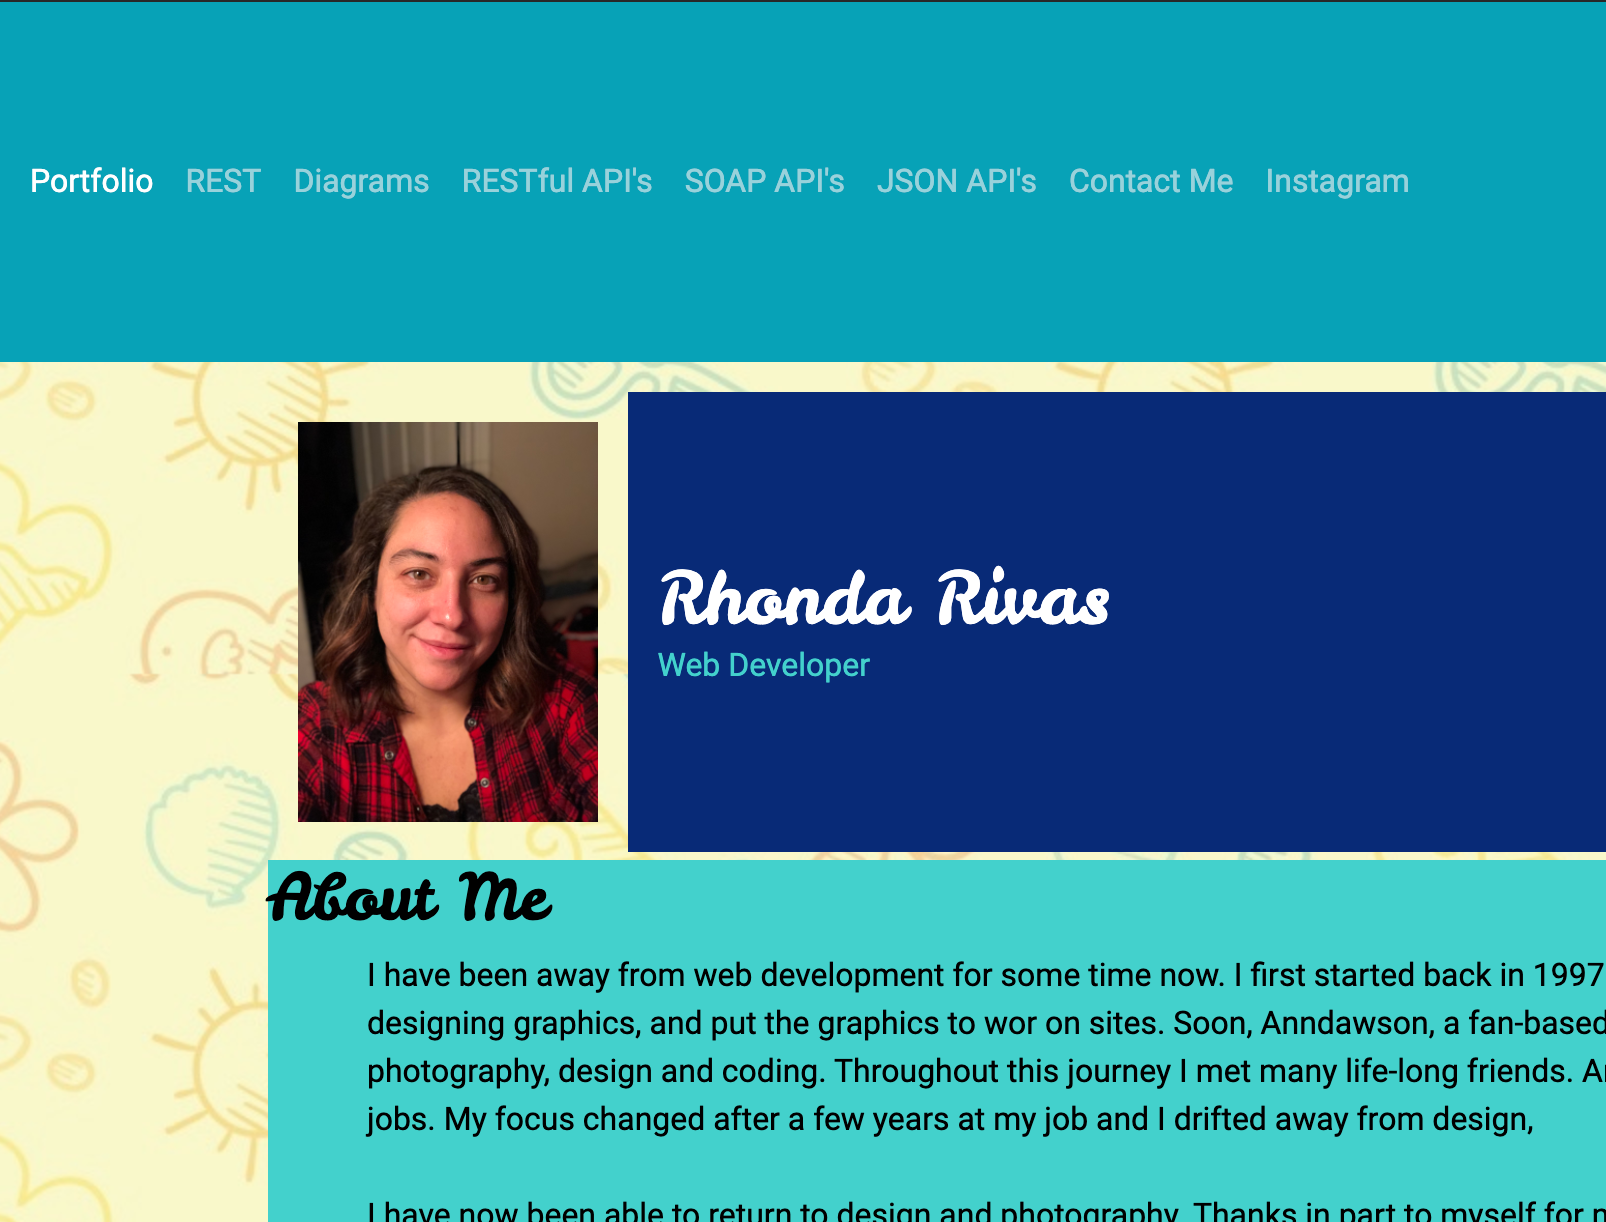 Portfolio REST Diagrams RESTful API's SOAP API's JSON API's Contact Me Instagram
Rhonda Rivas
Web Developer
About Me
I have been away from web development for some time now. I first started back in 1997
designing graphics, and put the graphics to wor on sites. Soon, Anndawson, a fan-based
photography, design and coding. Throughout this journey I met many life-long friends.
jobs. My focus changed after a few years at my job and I drifted away from design,
I have now been able to return to design and photography. Thanks in part to myself for